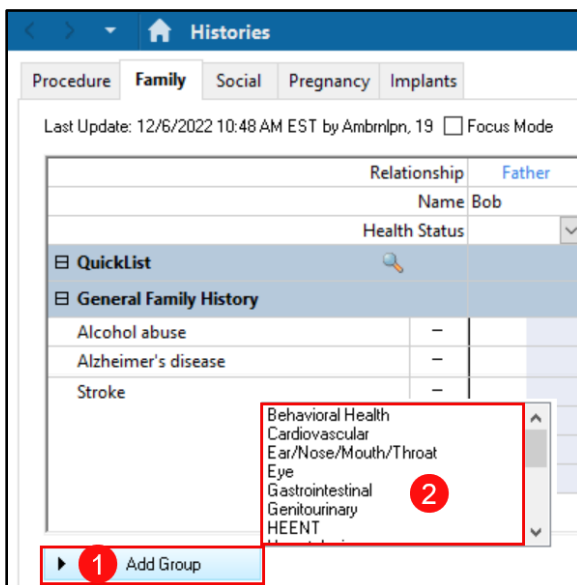 Histories
Procedure Family Social Pregnancy Implants
Last Update: 12/6/2022 10:48 AM EST by Ambrnlpn, 19 Focus Mode
Relationship Father
Name Bob
Health Status
QuickList
General Family History
Alcohol abuse –
Alzheimer's disease –
Stroke –
Behavioral Health
Cardiovascular
Ear/Nose/Mouth/Throat
Eye
Gastrointestinal
2
Genitourinary
HEENT
1 Add Group